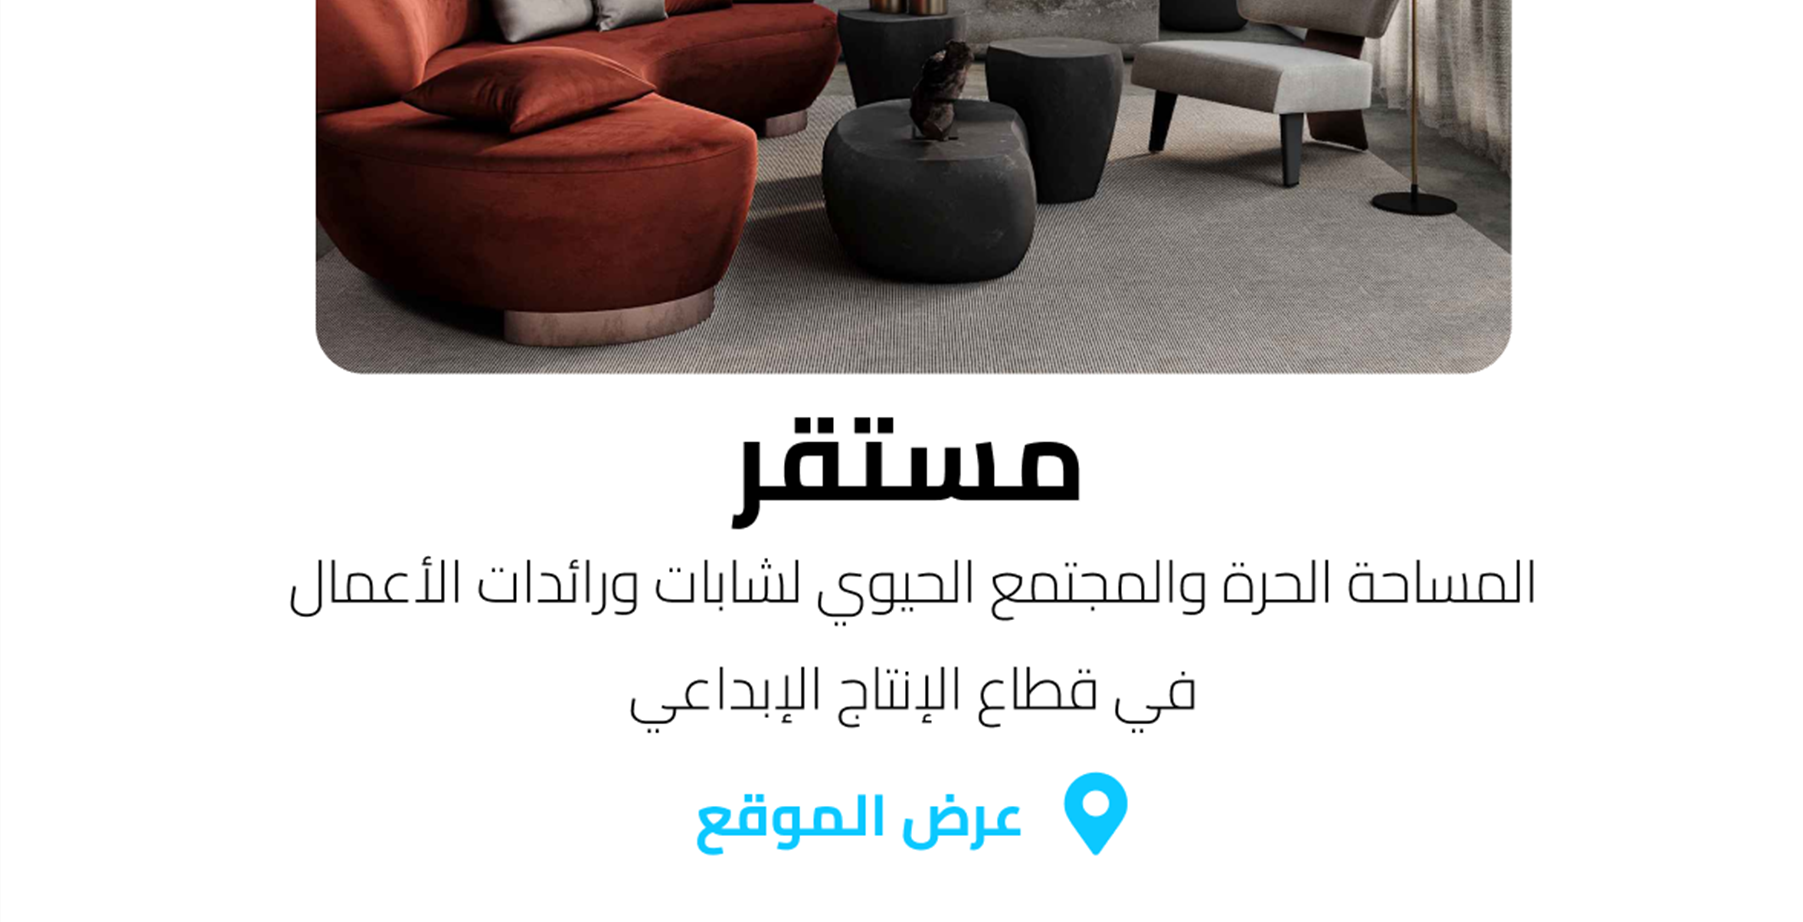 مستقر
المساحة الحرة والمجتمع الحيوي لشابات ورائدات الأعمال
في قطاع الإنتاج الإبداعي
عرض الموقع